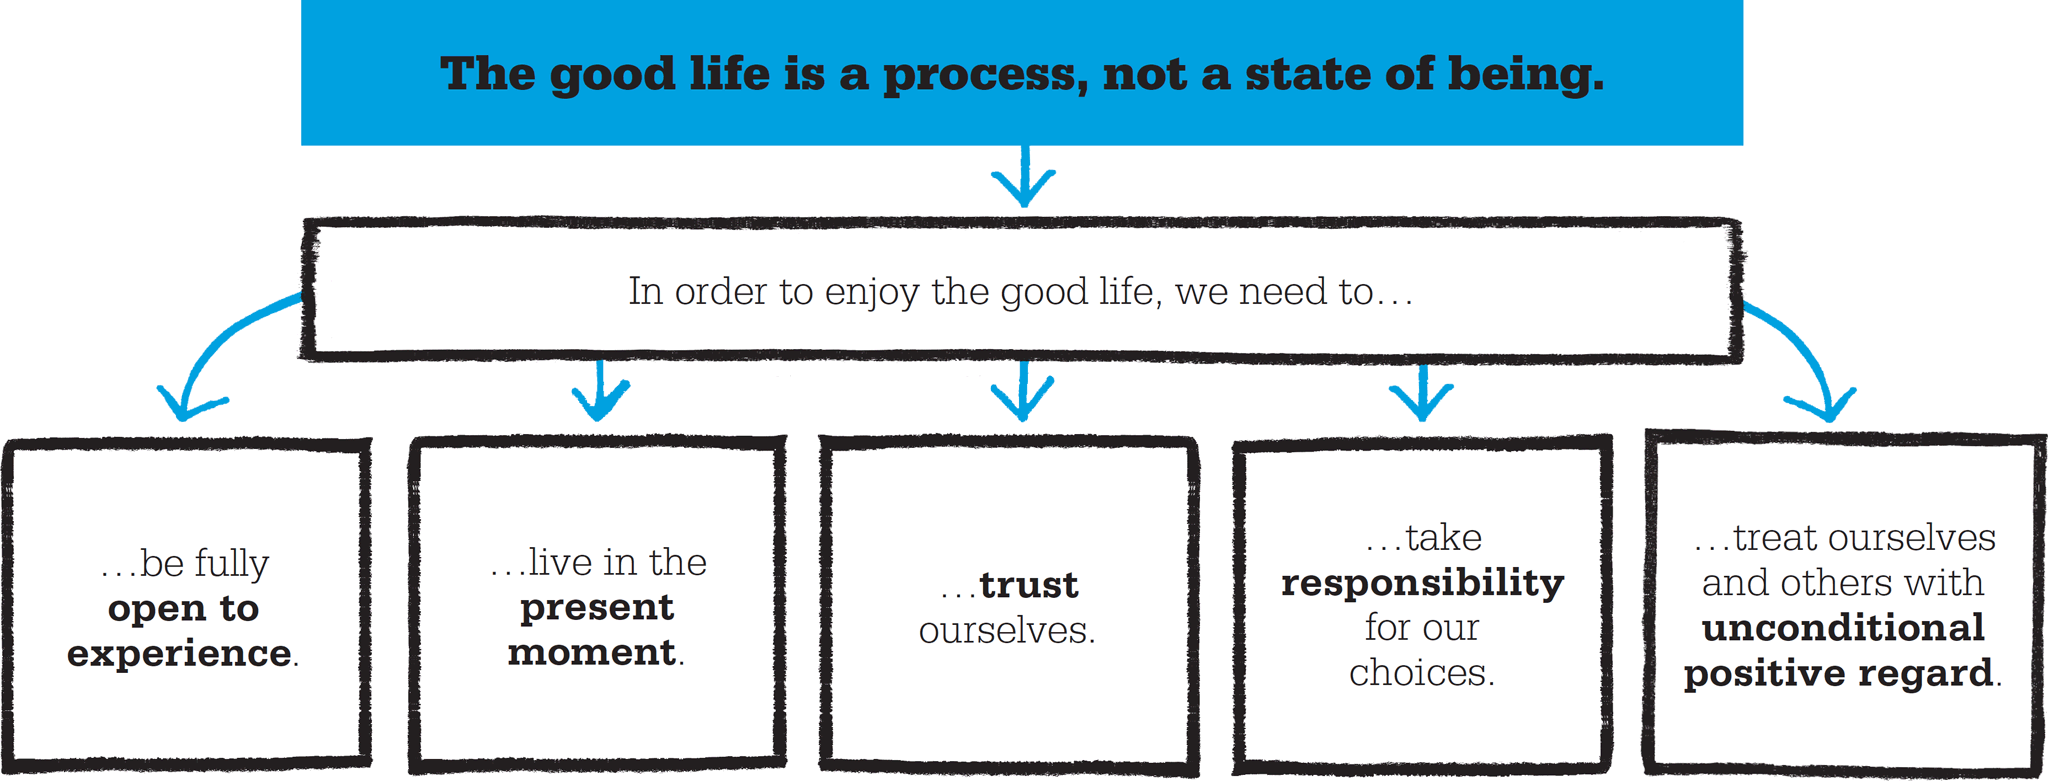 The good life is a process, not a state of being.
In order to enjoy the good life, we need to…
…be fully
open to
experience.
…live in the
present
moment.
…trust
ourselves.
…take
responsibility
for our
choices.
…treat ourselves
and others with
unconditional
positive regard.